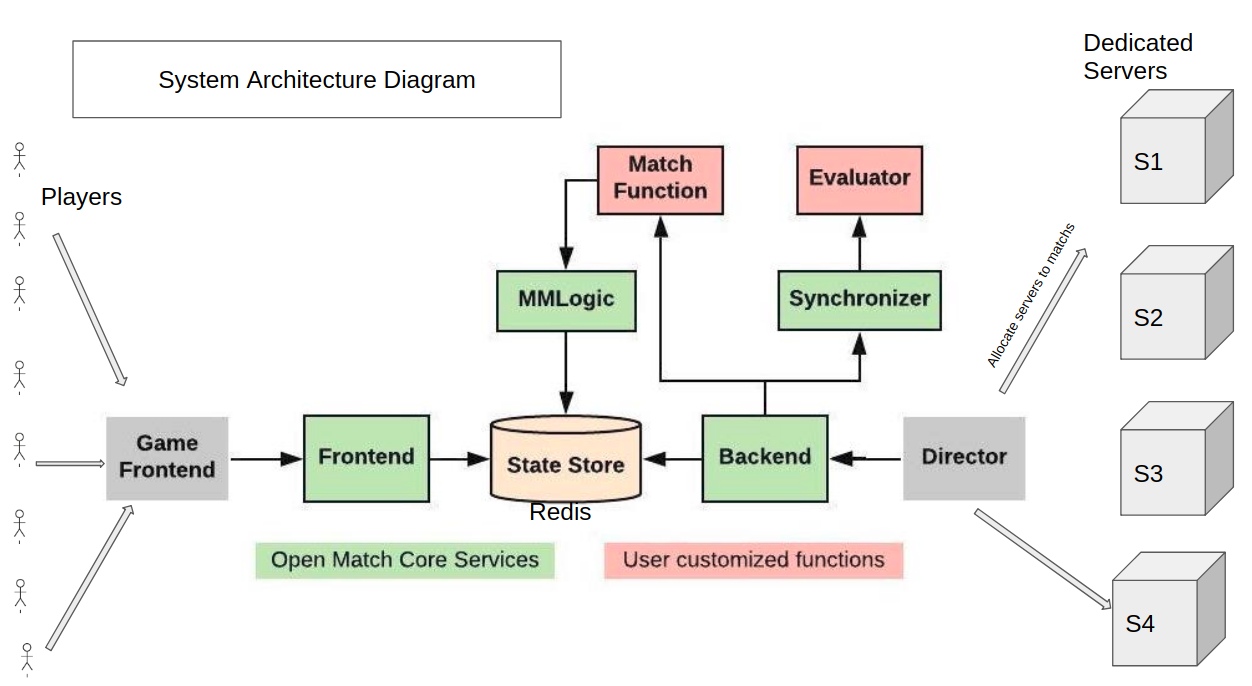 System Architecture Diagram
Dedicated
Servers
Players
Match
Function
Evaluator
S1
MMLogic
Synchronizer
Allocate servers to matchs
S2
Game
Frontend
Frontend
State Store
Redis
Backend
Director
S3
Open Match Core Services
User customized functions
S4